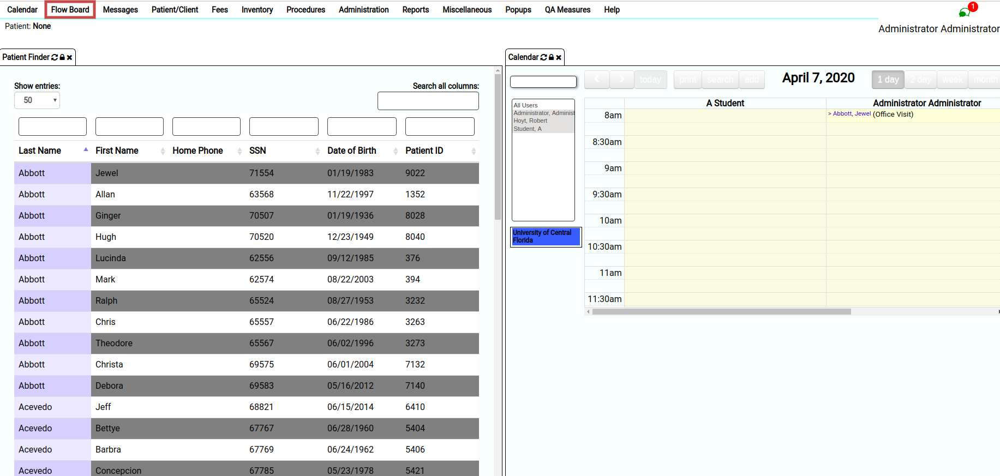 Calendar Flow Board Messages Patient/Client Fees Inventory Procedures Administration Reports Miscellaneous Popups QA Measures Help
1
Patient: None
Administrator Administrator
Patient Finder
Show entries:
50
Search all columns:
Last Name First Name Home Phone SSN Date of Birth Patient ID
Abbott Jewel 71554 01/19/1983 9022
Abbott Allan 63568 11/22/1997 1352
Abbott Ginger 70507 01/19/1936 8028
Abbott Hugh 70520 12/23/1949 8040
Abbott Lucinda 62556 09/12/1985 376
Abbott Mark 62574 08/22/2003 394
Abbott Ralph 65524 08/27/1953 3232
Abbott Chris 65557 06/22/1986 3263
Abbott Theodore 65567 06/02/1996 3273
Abbott Christa 69575 06/01/2004 7132
Abbott Debora 69583 05/16/2012 7140
Acevedo Jeff 68821 06/15/2014 6410
Acevedo Bettye 67767 06/28/1960 5404
Acevedo Barbra 67769 06/24/1962 5406
Acevedo Concepcion 67785 05/23/1978 5421
Calendar
today print search add April 7, 2020 1 day 2 day week month
All Users
Administrator, Administ
Hoyt, Robert
Student, A
University of Central
Florida
A Student Administrator Administrator
8am > Abbott, Jewel (Office Visit)
8:30am
9am
9:30am
10am
10:30am
11am
11:30am